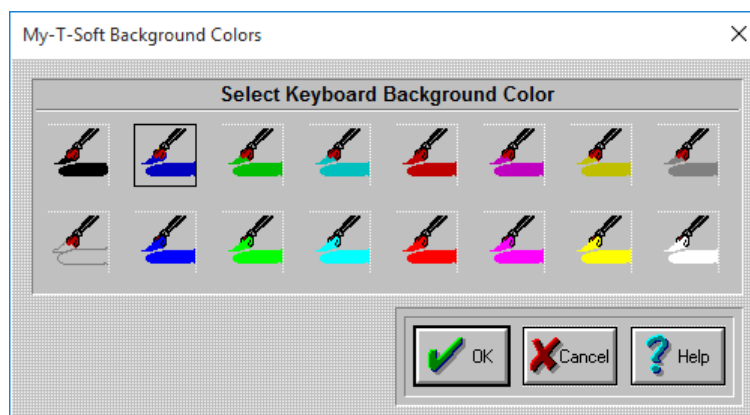 My-T-Soft Background Colors
Select Keyboard Background Color
OK
Cancel
Help